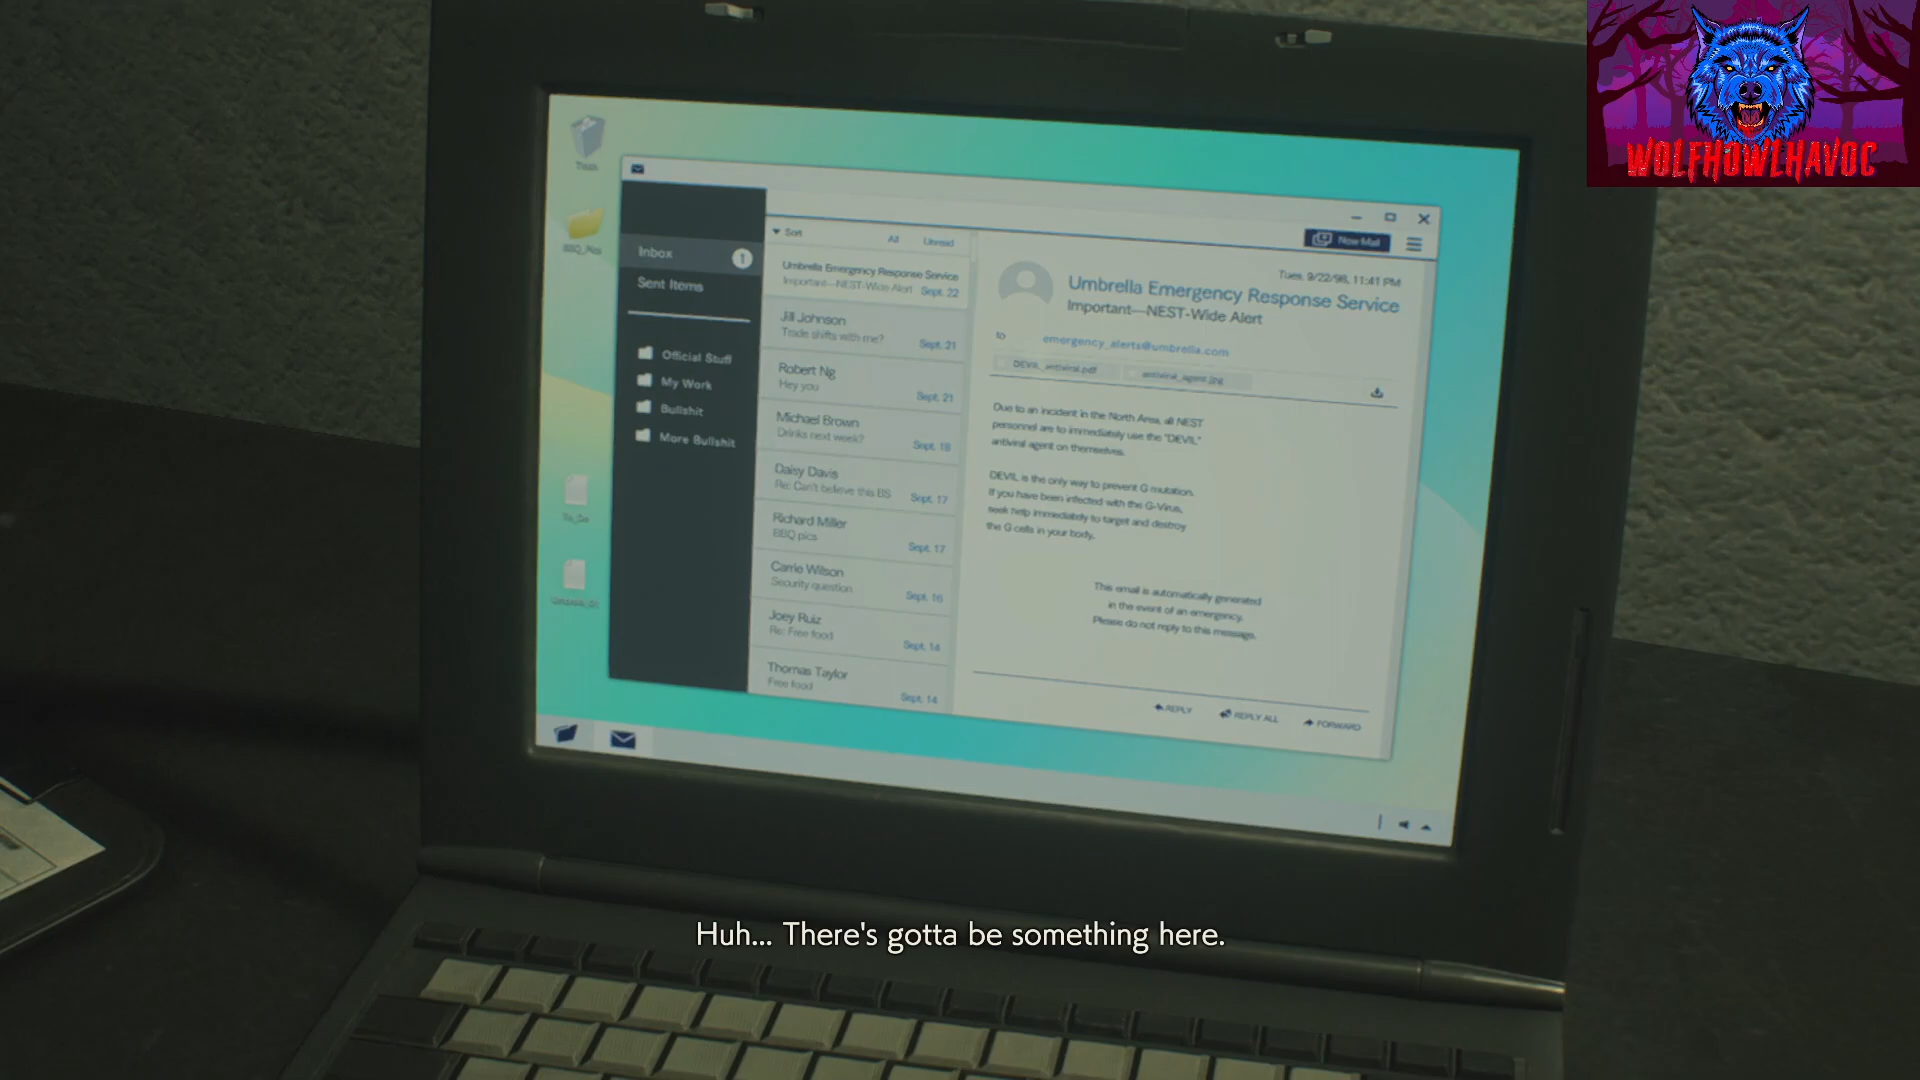 WOLFHOWLHAVOC
Trash
BBQ_Pics
Inbox
1
Sent Items
Official Stuff
My Work
Bullshit
More Bullshit
Sort
All
Unread
Umbrella Emergency Response Service
Important—NEST-Wide Alert
Sept. 22
Jill Johnson
Trade shifts with me?
Sept. 21
Robert Ng
Hey you
Sept. 21
Michael Brown
Drinks next week?
Sept. 18
Daisy Davis
Re: Can't believe this BS
Sept. 17
Richard Miller
BBQ pics
Sept. 17
Carrie Wilson
Security question
Sept. 16
Joey Ruiz
Re: Free food
Sept. 14
Thomas Taylor
Free food
Sept. 14
New Mail
Tues. 9/22/98, 11:41 PM
Umbrella Emergency Response Service
Important—NEST-Wide Alert
to
emergency_alerts@umbrella.com
DEVIL_antiviral.pdf
antiviral_agent.jpg
Due to an incident in the North Area, all NEST
personnel are to immediately use the "DEVIL"
antiviral agent on themselves.
DEVIL is the only way to prevent G mutation.
If you have been infected with the G-Virus,
seek help immediately to target and destroy
the G cells in your body.
This email is automatically generated
in the event of an emergency.
Please do not reply to this message.
REPLY
REPLY ALL
FORWARD
Huh... There's gotta be something here.